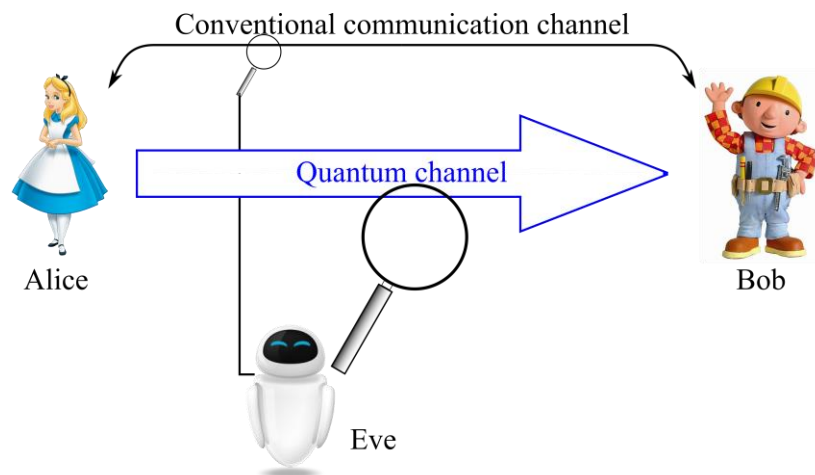 Conventional communication channel
Quantum channel
Alice
Bob
Eve